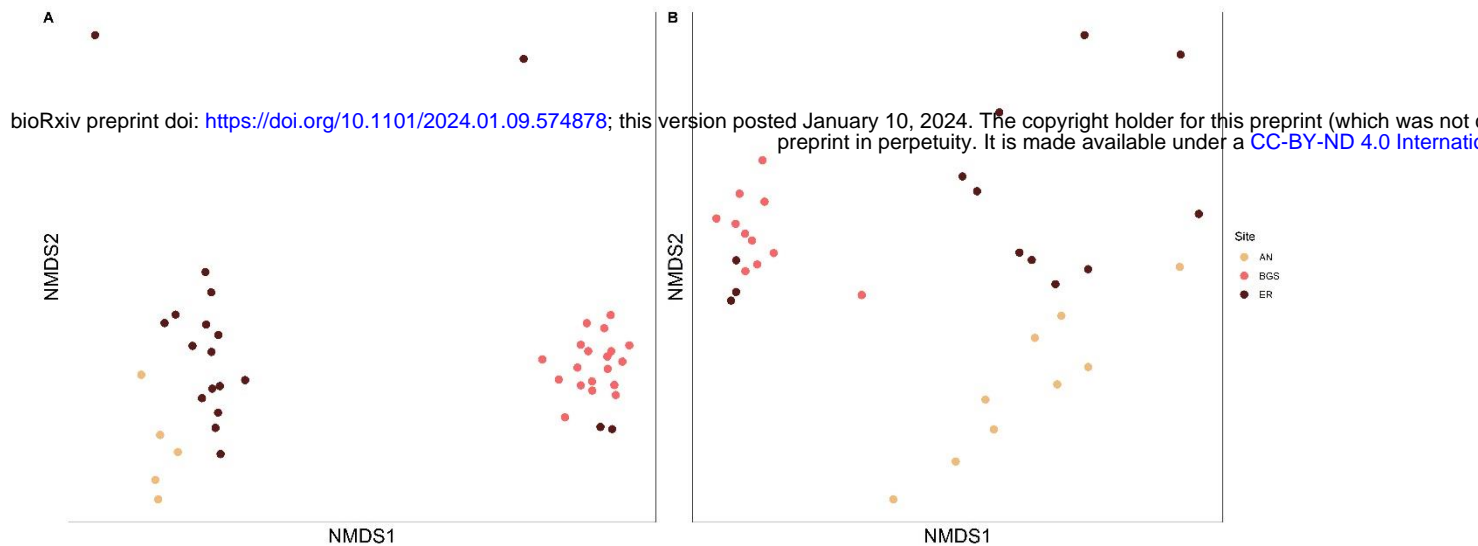 A
B
bioRxiv preprint doi: https://doi.org/10.1101/2024.01.09.574878; this version posted January 10, 2024. The copyright holder for this preprint (which was not
preprint in perpetuity. It is made available under a CC-BY-ND 4.0
NMDS2
NMDS2
Site
AN
BGS
ER
NMDS1
NMDS1